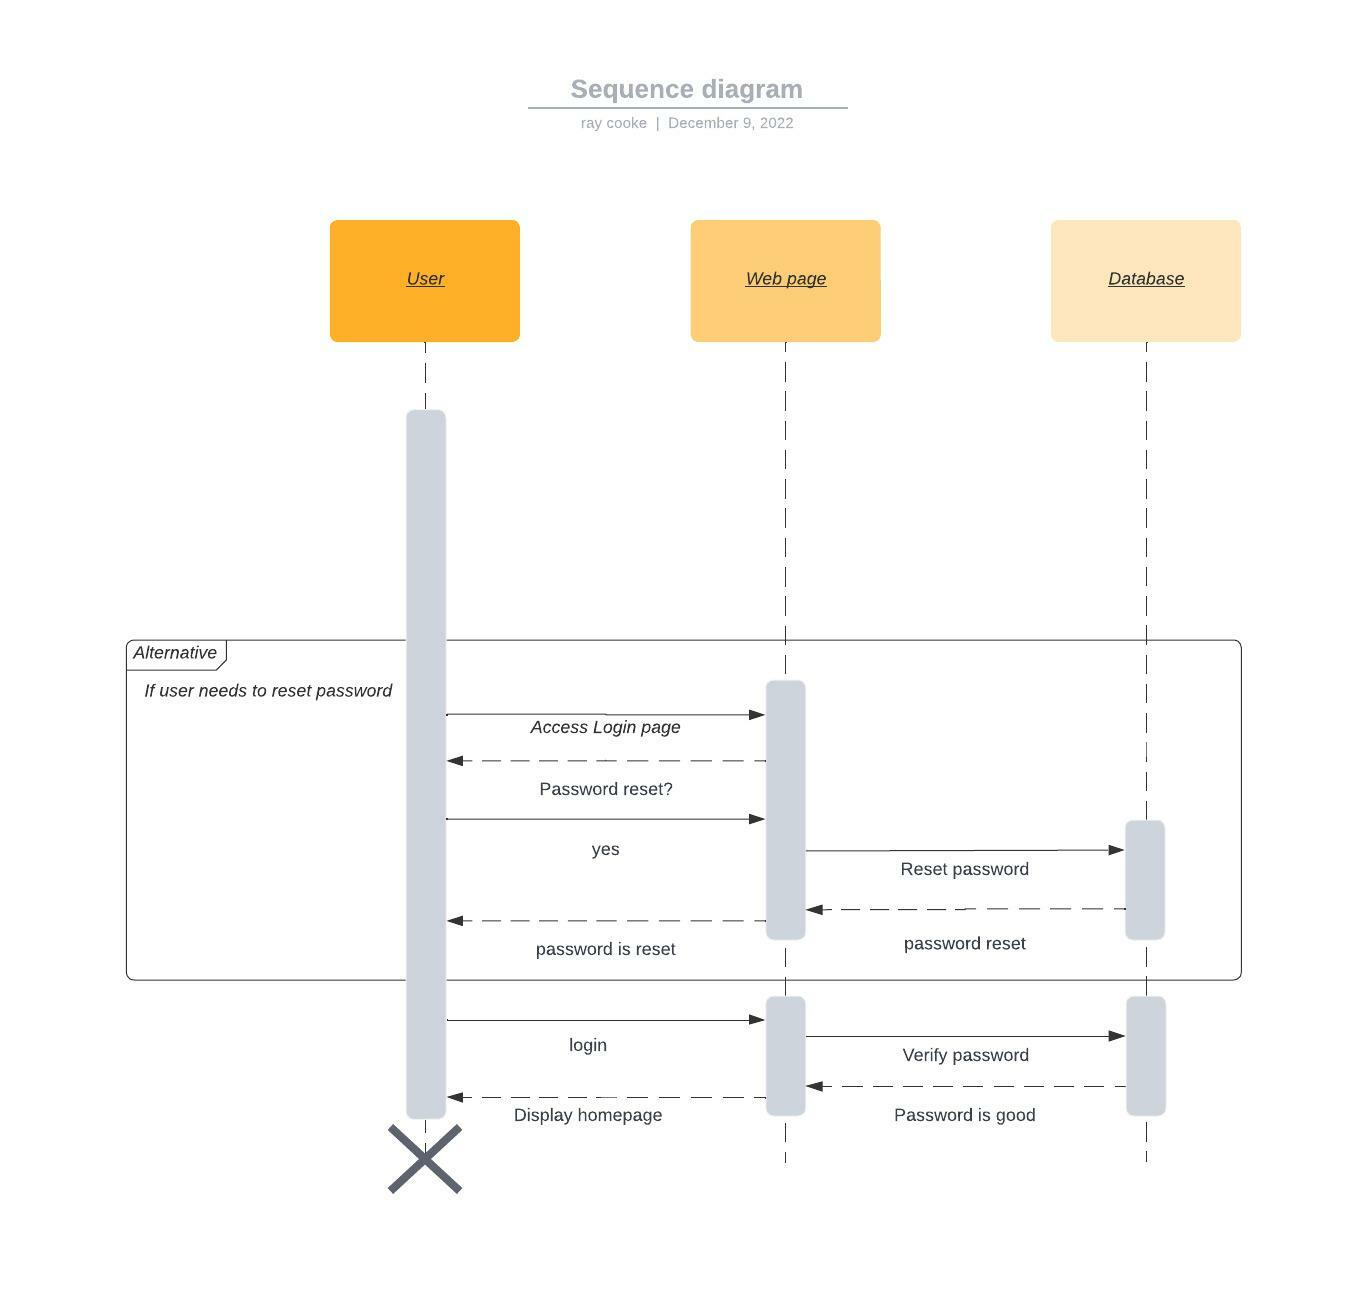 Sequence diagram
ray cooke | December 9, 2022
User
Web page
Database
Alternative
If user needs to reset password
Access Login page
Password reset?
yes
Reset password
password reset
password is reset
login
Verify password
Display homepage
Password is good